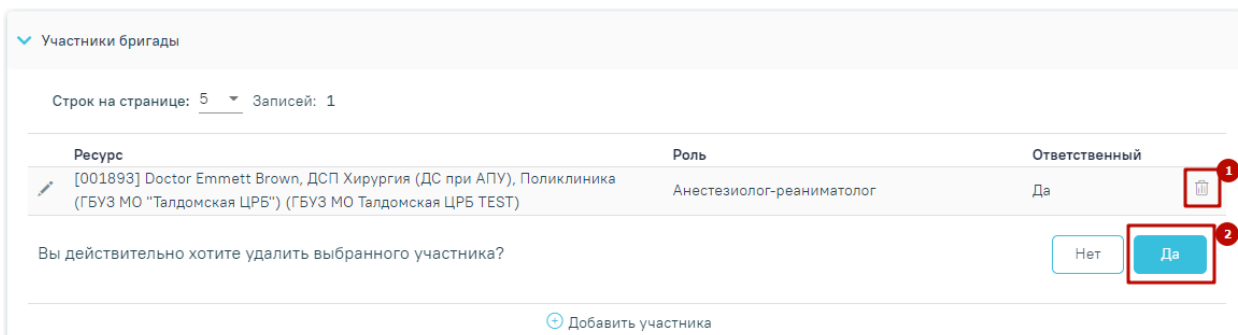 Участники бригады
Строк на странице: 5 Записей: 1
Ресурс Роль Ответственный
1
[001893] Doctor Emmett Brown, ДСП Хирургия (ДС при АПУ), Поликлиника
(ГБУЗ МО "Талдомская ЦРБ") (ГБУЗ МО Талдомская ЦРБ TEST)
Анестезиолог-реаниматолог
Да
2
Вы действительно хотите удалить выбранного участника?
Нет
Да
Добавить участника